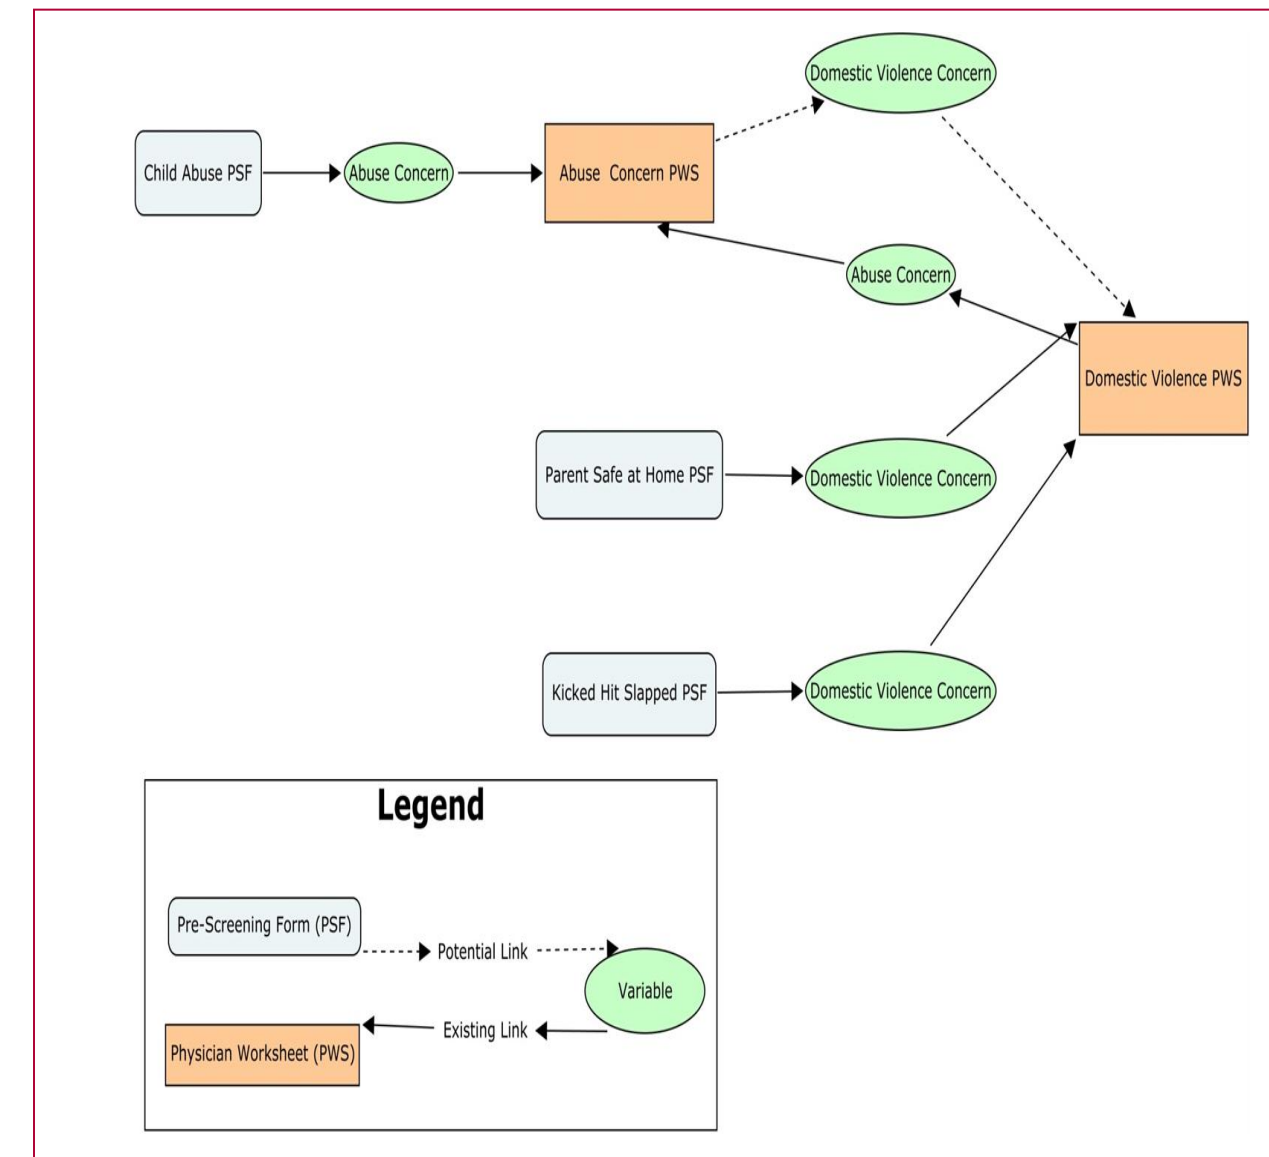 Domestic Violence Concern
Child Abuse PSF
Abuse Concern
Abuse  Concern PWS
Abuse Concern
Domestic Violence PWS
Parent Safe at Home PSF
Domestic Violence Concern
Kicked Hit Slapped PSF
Domestic Violence Concern
Legend
Pre-Screening Form (PSF)
Potential Link
Variable
Existing Link
Physician Worksheet (PWS)